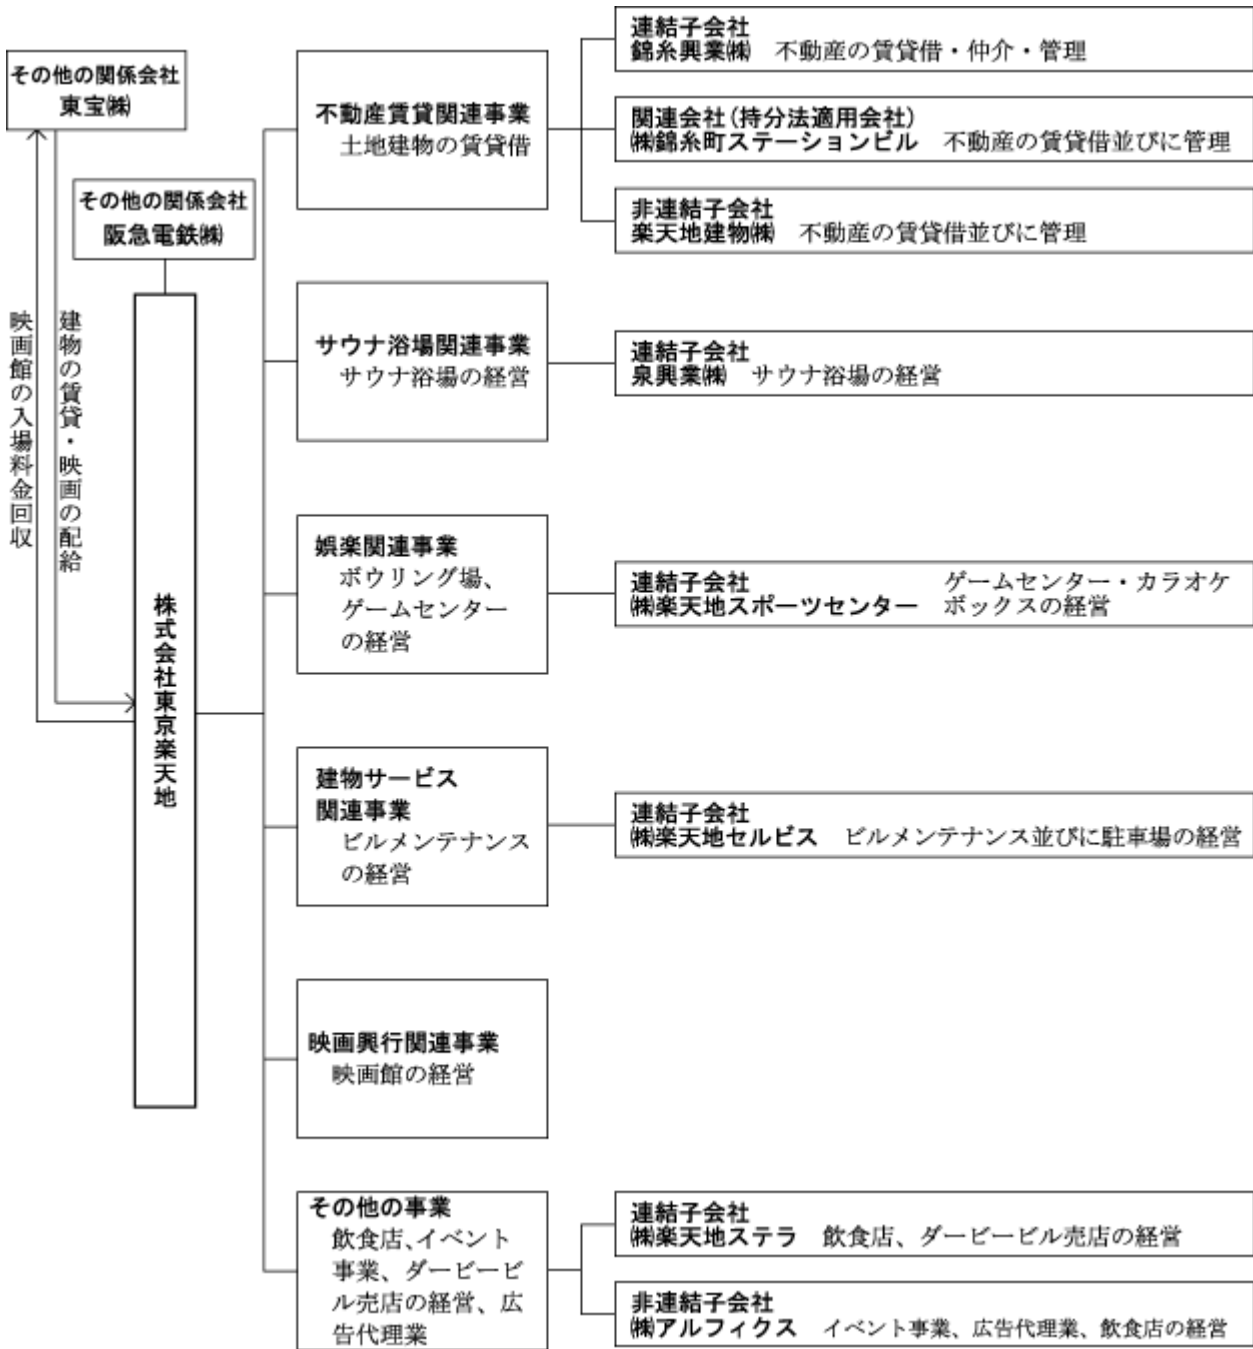 その他の関係会社
東宝㈱
その他の関係会社
阪急電鉄㈱
映画館の入場料金回収
建物の賃貸・映画の配給
株式会社東京楽天地
不動産賃貸関連事業
土地建物の賃貸借
連結子会社
錦糸興業㈱　不動産の賃貸借・仲介・管理
関連会社(持分法適用会社)
㈱錦糸町ステーションビル　不動産の賃貸借並びに管理
非連結子会社
楽天地建物㈱　不動産の賃貸借並びに管理
サウナ浴場関連事業
サウナ浴場の経営
連結子会社
泉興業㈱　サウナ浴場の経営
娯楽関連事業
ボウリング場、
ゲームセンター
の経営
連結子会社　ゲームセンター・カラオケ
㈱楽天地スポーツセンター　ボックスの経営
建物サービス
関連事業
ビルメンテナンス
の経営
連結子会社
㈱楽天地セルビス　ビルメンテナンス並びに駐車場の経営
映画興行関連事業
映画館の経営
その他の事業
飲食店、イベント
事業、ダービービ
ル売店の経営、広
告代理業
連結子会社
㈱楽天地ステラ　飲食店、ダービービル売店の経営
非連結子会社
㈱アルフィクス　イベント事業、広告代理業、飲食店の経営